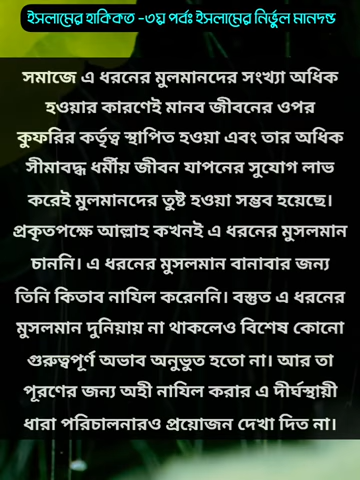 ইসলামের হাকিকত -৩য় পর্বঃ ইসলামের নির্ভুল মানদন্ড
সমাজে এ ধরনের মুলমানদের সংখ্যা অধিক
হওয়ার কারণেই মানব জীবনের ওপর
কুফরির কর্তৃত্ব স্থাপিত হওয়া এবং তার অধিক
সীমাবদ্ধ ধর্মীয় জীবন যাপনের সুযোগ লাভ
করেই মুলমানদের তুষ্ট হওয়া সম্ভব হয়েছে।
প্রকৃতপক্ষে আল্লাহ কখনই এ ধরনের মুসলমান
চাননি। এ ধরনের মুসলমান বানাবার জন্য
তিনি কিতাব নাযিল করেননি। বস্তুত এ ধরনের
মুসলমান দুনিয়ায় না থাকলেও বিশেষ কোনো
গুরুত্বপূর্ণ অভাব অনুভুত হতো না। আর তা
পূরণের জন্য অহী নাযিল করার এ দীর্ঘস্থায়ী
ধারা পরিচালনারও প্রয়োজন দেখা দিত না।